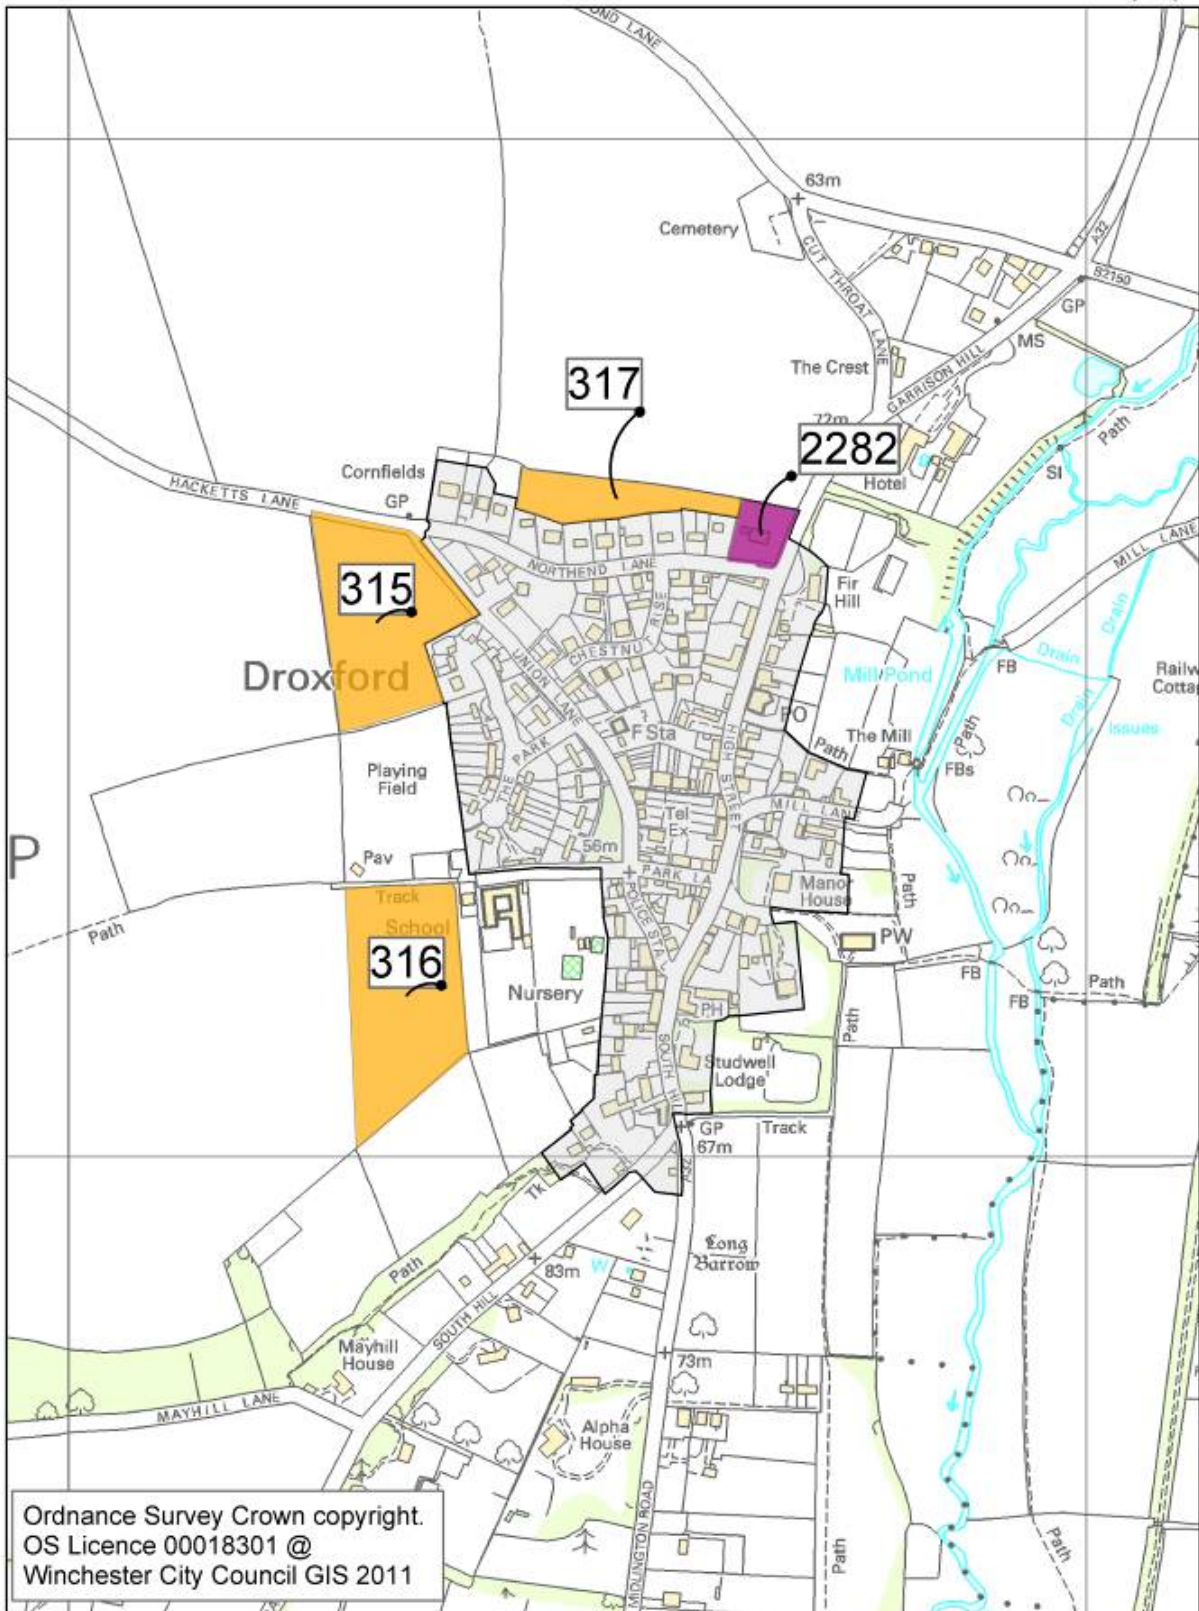 LANE
63m
Cemetery
CUT THROAT LANE
A32
B2150
GP
MS
The Crest
GARRISON HILL
317
72m
2282
Path
SI
Hotel
Cornfields
GP
HACKETTS LANE
NORTHEND LANE
MILL LANE
315
Fir
Hill
CHESTNUT RISE
UNION LANE
Drain
Drain
Drain
Drain
FB
Droxford
Mill Pond
PO
F Sta
HIGH STREET
The Mill
Path
Path
FBs
Issues
THE PARK
Playing
Field
Tel
Ex
MILL LANE
56m
P
Pav
PARK LA
Manor
House
Path
Track
School
POLICE STA L
Path
316
PW
FB
Nursery
PH
FB
Path
SOUTH HILL
Studwell
Lodge
Path
GP
67m
Track
A32
Tk
Long
Barrow
Path
83m
W
SOUTH HILL
Mayhill
House
73m
MAYHILL LANE
Alpha
House
MIDLINGTON ROAD
Path
Path
Ordnance Survey Crown copyright.
OS Licence 00018301 @
Winchester City Council GIS 2011